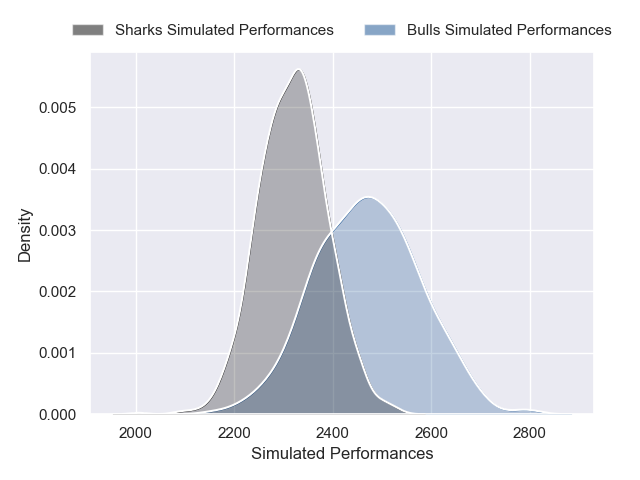 Sharks Simulated Performances Bulls Simulated Performances
0.005
0.004
0.003
0.002
0.001
0.000
Density
2000 2200 2400 2600 2800
Simulated Performances